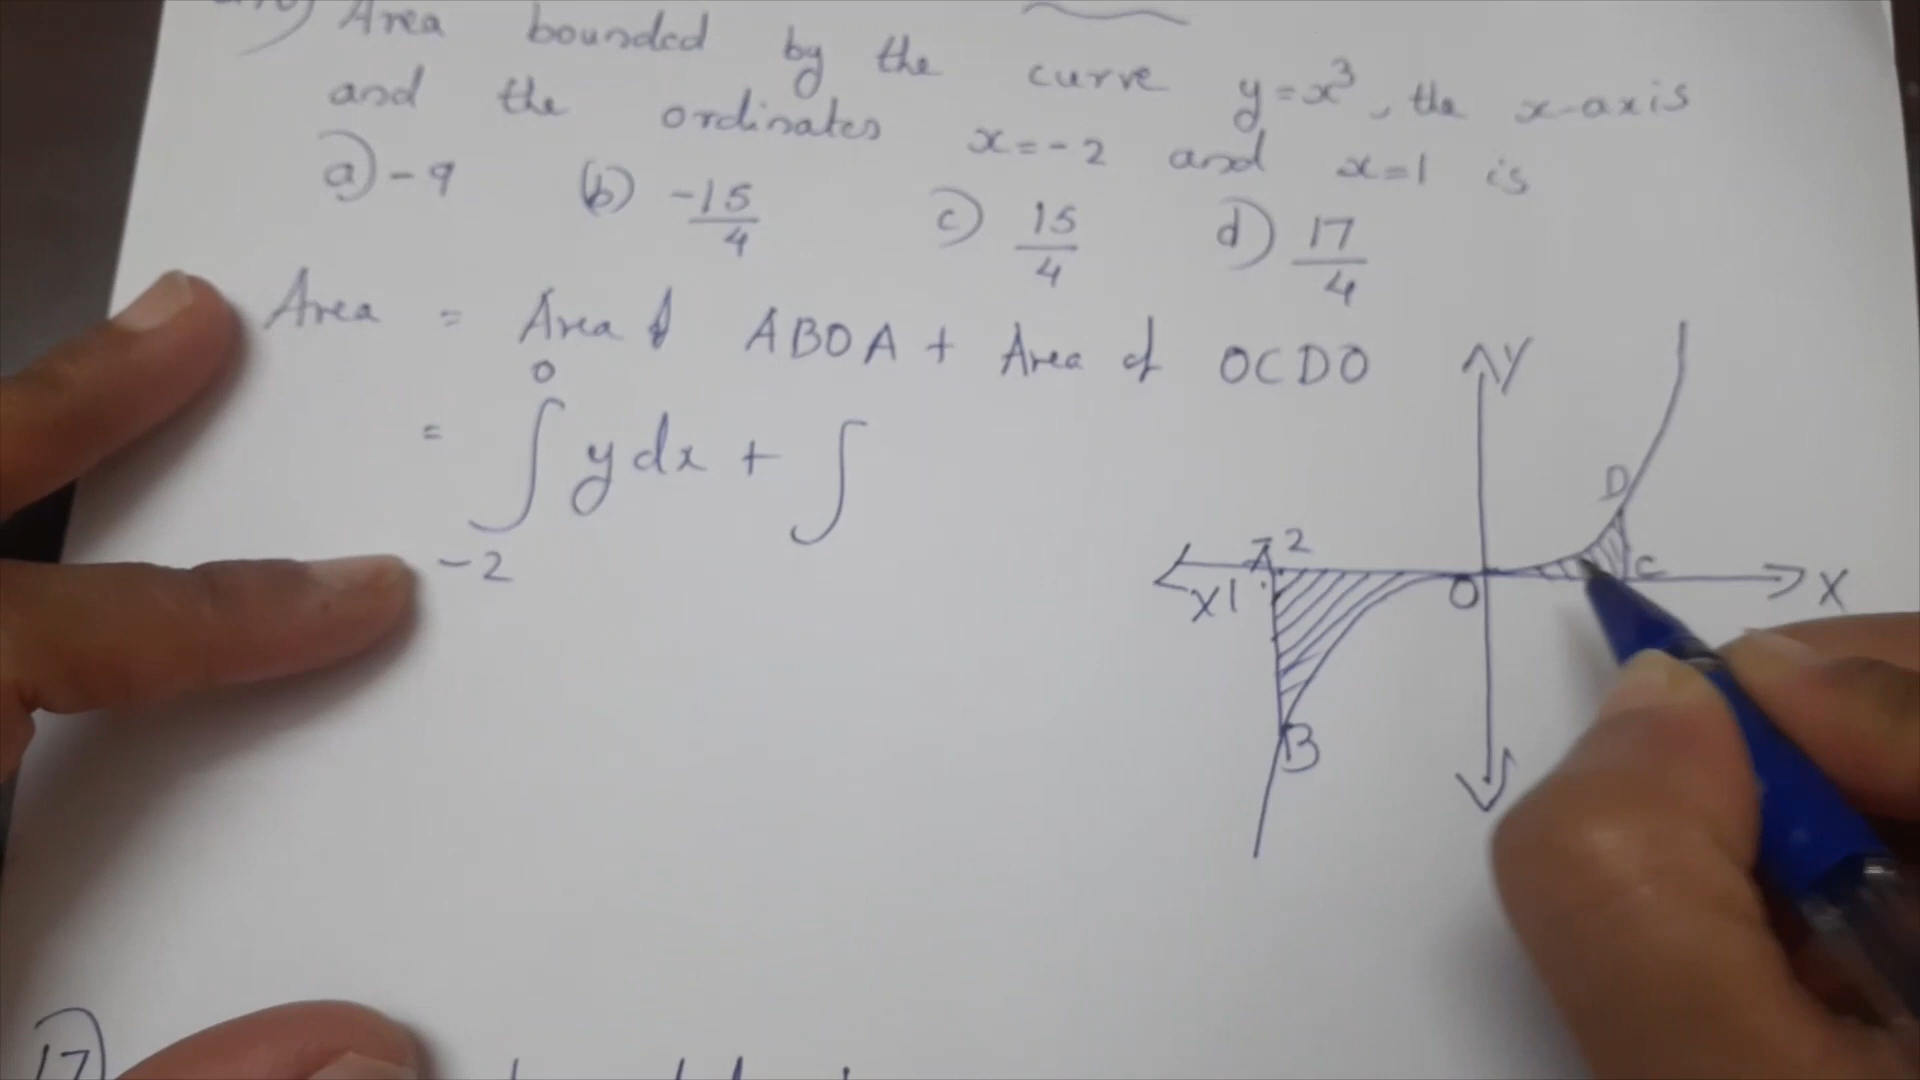 Area bounded by the curve y=x³, the x-axis
and the ordinates x=-2 and x=1 is
a) -9 (b) -15/4 c) 15/4 d) 17/4
Area = Area of ABOA + Area of OCDO
= ∫ 0 -2 y dx + ∫
Y
D
A 2
C
X1
O
X
B
17)